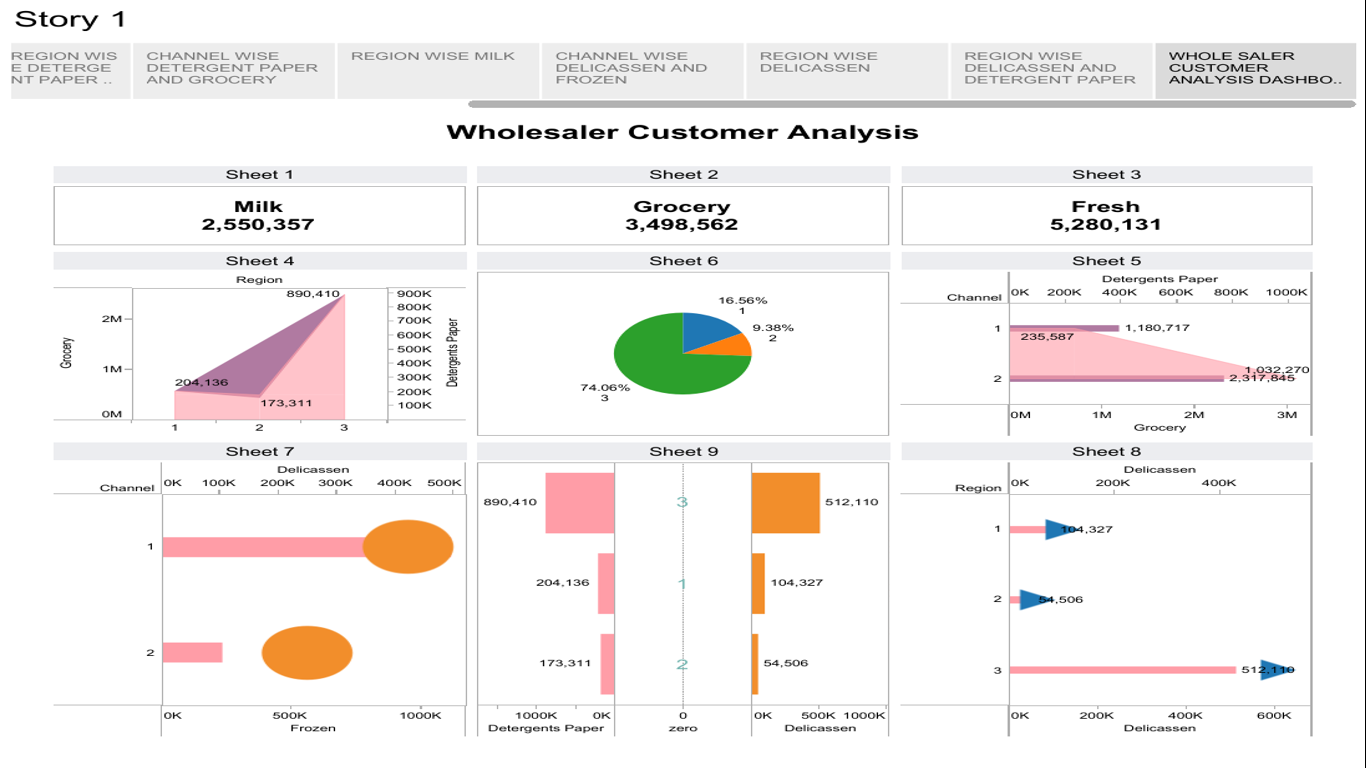 Story 1
REGION WIS
E DETERGE
NT PAPER ..
CHANNEL WISE
DETERGENT PAPER
AND GROCERY
REGION WISE MILK
CHANNEL WISE
DELICASSEN AND
FROZEN
REGION WISE
DELICASSEN
REGION WISE
DELICASSEN AND
DETERGENT PAPER
WHOLE SALER
CUSTOMER
ANALYSIS DASHBO..
Wholesaler Customer Analysis
Sheet 1
Milk
2,550,357
Sheet 2
Grocery
3,498,562
Sheet 3
Fresh
5,280,131
Sheet 4
Region
890,410
204,136
173,311
2M
1M
0M
Grocery
900K
800K
700K
600K
500K
400K
300K
200K
100K
Detergents Paper
1 2 3
Sheet 6
16.56%
1
9.38%
2
74.06%
3
Sheet 5
Detergents Paper
Channel
0K 200K 400K 600K 800K 1000K
1
1,180,717
235,587
1,032,270
2
2,317,845
0M 1M 2M 3M
Grocery
Sheet 7
Delicassen
Channel
0K 100K 200K 300K 400K 500K
1
2
0K 500K 1000K
Frozen
Sheet 9
890,410 3 512,110
204,136 1 104,327
173,311 2 54,506
1000K 0K 0 0K 500K 1000K
Detergents Paper zero Delicassen
Sheet 8
Delicassen
Region
0K 200K 400K
1 104,327
2 54,506
3 512,110
0K 200K 400K 600K
Delicassen